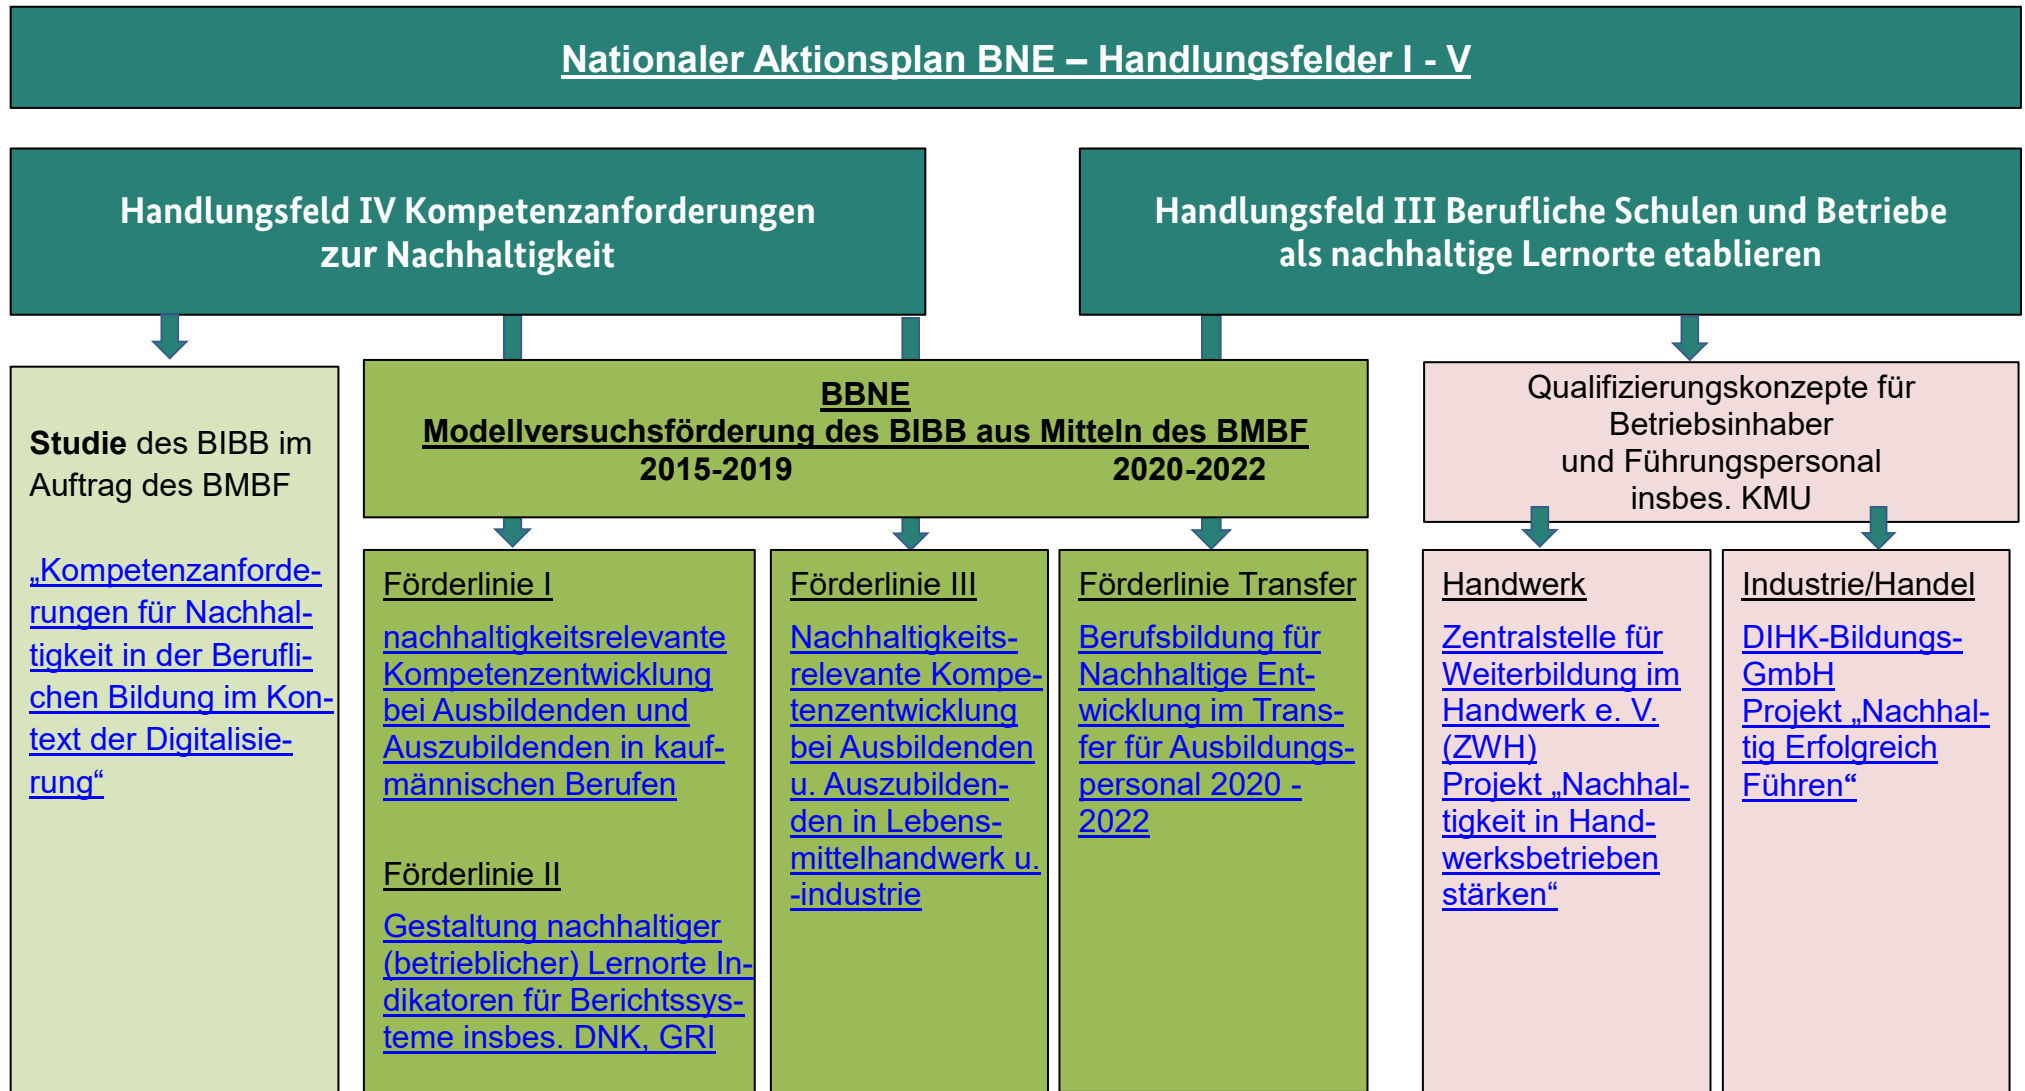 Nationaler Aktionsplan BNE – Handlungsfelder I - V
Handlungsfeld IV Kompetenzanforderungen
zur Nachhaltigkeit
Handlungsfeld III Berufliche Schulen und Betriebe
als nachhaltige Lernorte etablieren
Studie des BIBB im
Auftrag des BMBF
„Kompetenzanforde-
rungen für Nachhal-
tigkeit in der Berufli-
chen Bildung im Kon-
text der Digitalisie-
rung“
BBNE
Modellversuchsförderung des BIBB aus Mitteln des BMBF
2015-2019 2020-2022
Förderlinie I
nachhaltigkeitsrelevante
Kompetenzentwicklung
bei Ausbildenden und
Auszubildenden in kauf-
männischen Berufen
Förderlinie II
Gestaltung nachhaltiger
(betrieblicher) Lernorte In-
dikatoren für Berichtssys-
teme insbes. DNK, GRI
Förderlinie III
Nachhaltigkeits-
relevante Kompe-
tenzentwicklung
bei Ausbildenden
u. Auszubilden-
den in Lebens-
mittelhandwerk u.
-industrie
Förderlinie Transfer
Berufsbildung für
Nachhaltige Ent-
wicklung im Trans-
fer für Ausbildungs-
personal 2020 -
2022
Qualifizierungskonzepte für
Betriebsinhaber
und Führungspersonal
insbes. KMU
Handwerk
Zentralstelle für
Weiterbildung im
Handwerk e. V.
(ZWH)
Projekt „Nachhal-
tigkeit in Hand-
werksbetrieben
stärken“
Industrie/Handel
DIHK-Bildungs-
GmbH
Projekt „Nachhal-
tig Erfolgreich
Führen“